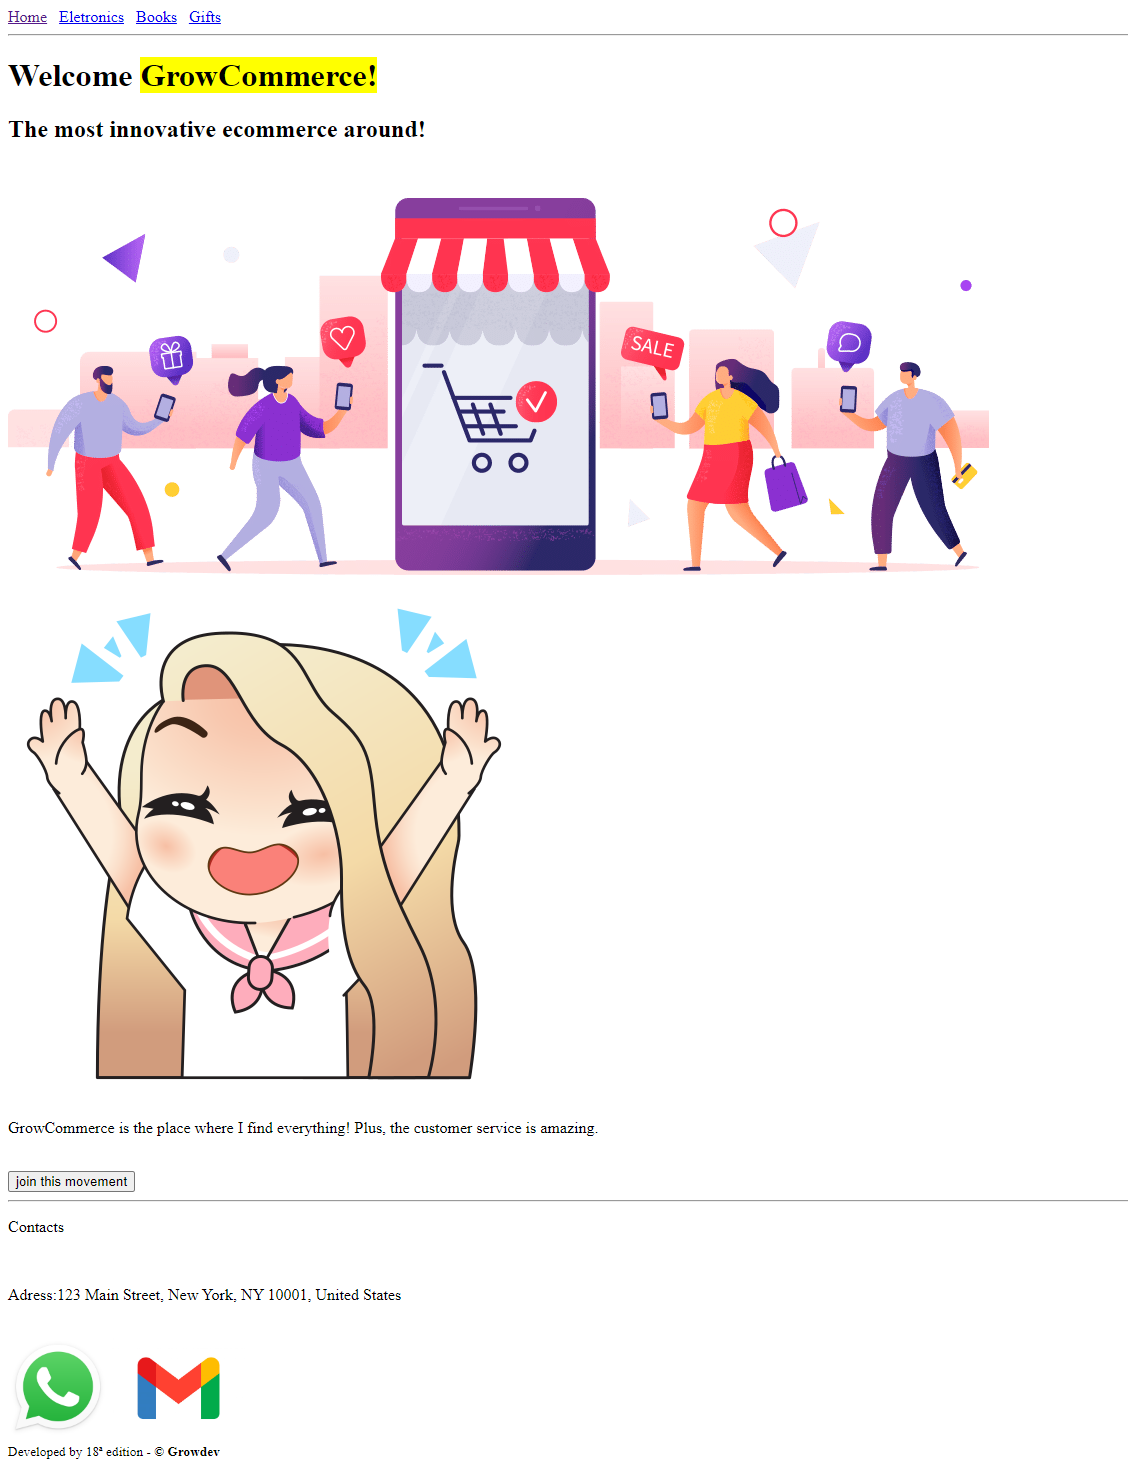 Home Eletronics Books Gifts
Welcome GrowCommerce!
The most innovative ecommerce around!
SALE
GrowCommerce is the place where I find everything! Plus, the customer service is amazing.
join this movement
Contacts
Adress:123 Main Street, New York, NY 10001, United States
Developed by 18ª edition - © Growdev